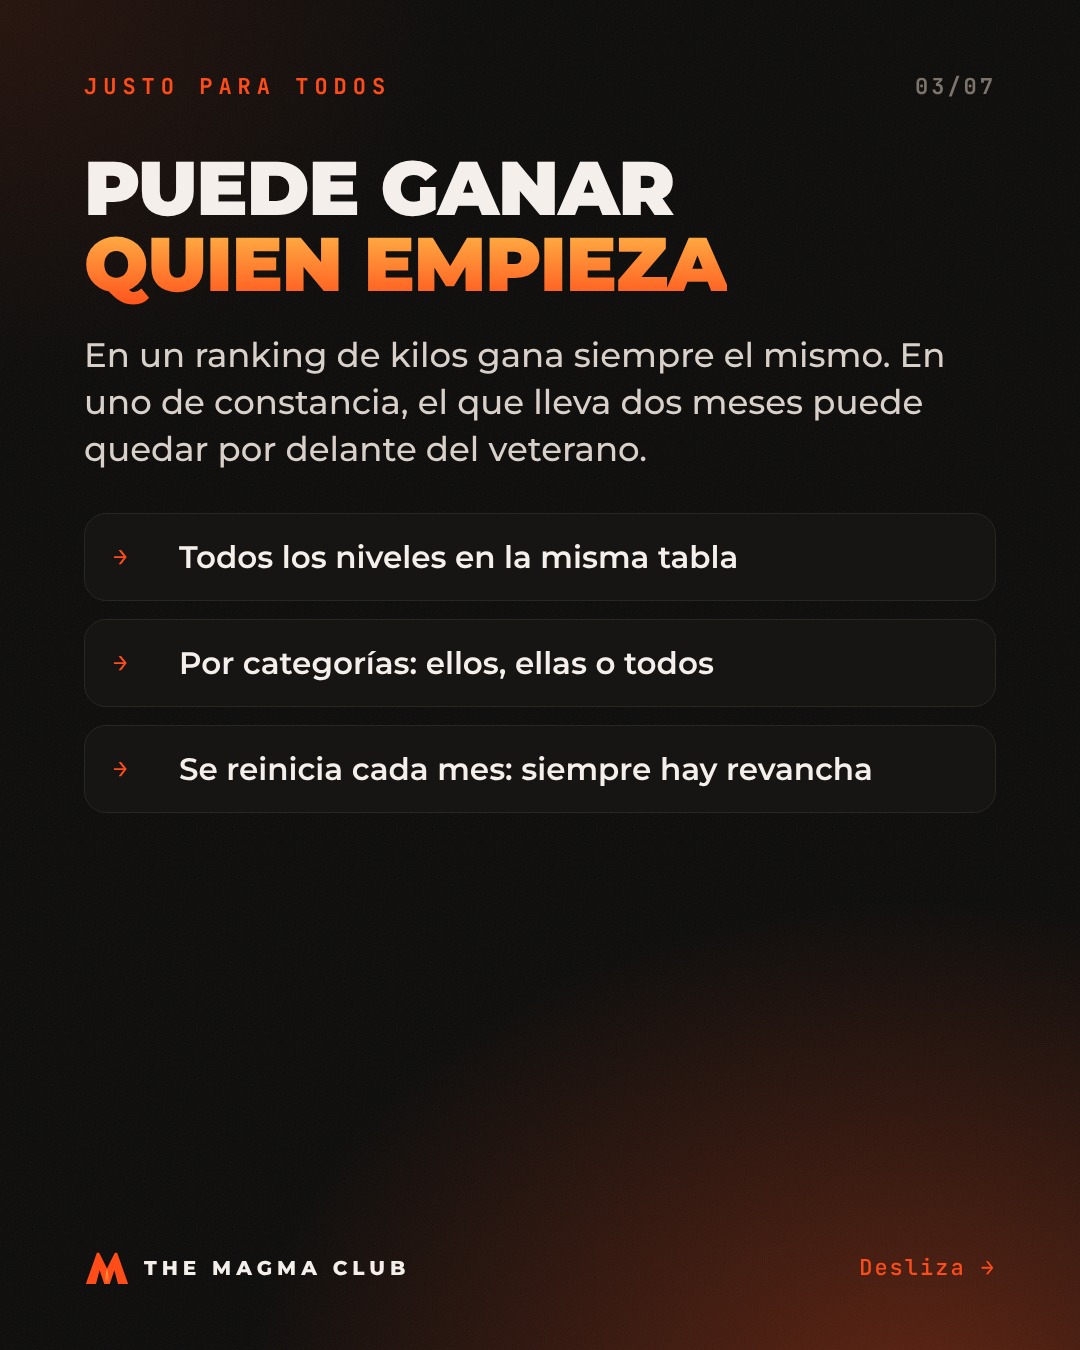 JUSTO PARA TODOS
03/07
PUEDE GANAR
QUIEN EMPIEZA
En un ranking de kilos gana siempre el mismo. En
uno de constancia, el que lleva dos meses puede
quedar por delante del veterano.
→ Todos los niveles en la misma tabla
→ Por categorías: ellos, ellas o todos
→ Se reinicia cada mes: siempre hay revancha
THE MAGMA CLUB
Desliza →